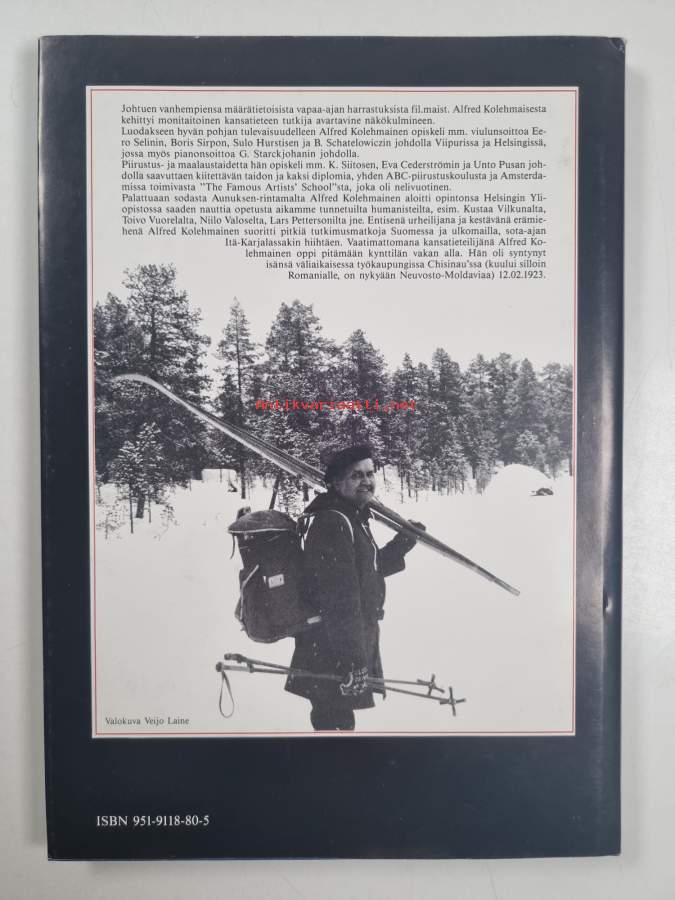 Johtuen vanhempiensa määrätietoisista vapaa-ajan harrastuksista fil.maist. Alfred Kolehmaisesta
kehittyi monitaitoinen kansatieteen tutkija avartavine näkökulmineen.
Luodakseen hyvän pohjan tulevaisuudelleen Alfred Kolehmainen opiskeli mm. viulunsoittoa Ee-
ro Selinin, Boris Sirpon, Sulo Hurstisen ja B. Schatelowiczin johdolla Viipurissa ja Helsingissä,
jossa myös pianonsoittoa G. Starckjohanin johdolla.
Piirustus- ja maalaustaidetta hän opiskeli mm. K. Siitosen, Eva Cederströmin ja Unto Pusan joh-
dolla saavuttaen kiitettävän taidon ja kaksi diplomia, yhden ABC-piirustuskoulusta ja Amsterda-
missa toimivasta "The Famous Artists' School"sta, joka oli nelivuotinen.
Palattuaan sodasta Aunuksen-rintamalta Alfred Kolehmainen aloitti opintonsa Helsingin Yli-
opistossa saaden nauttia opetusta aikamme tunnetuilta humanisteilta, esim. Kustaa Vilkunalta,
Toivo Vuorelalta, Niilo Valoselta, Lars Pettersonilta jne. Entisenä urheilijana ja kestävänä erämie-
henä Alfred Kolehmainen suoritti pitkiä tutkimusmatkoja Suomessa ja ulkomailla, sota-ajan
Itä-Karjalassakin hiihtäen. Vaatimattomana kansatieteilijänä Alfred Ko-
lehmainen oppi pitämään kynttilän vakan alla. Hän oli syntynyt
isänsä väliaikaisessa työkaupungissa Chisinau'ssa (kuului silloin
Romanialle, on nykyään Neuvosto-Moldaviaa) 12.02.1923.
Antikvariaatti.net
Valokuva Veijo Laine
ISBN 951-9118-80-5